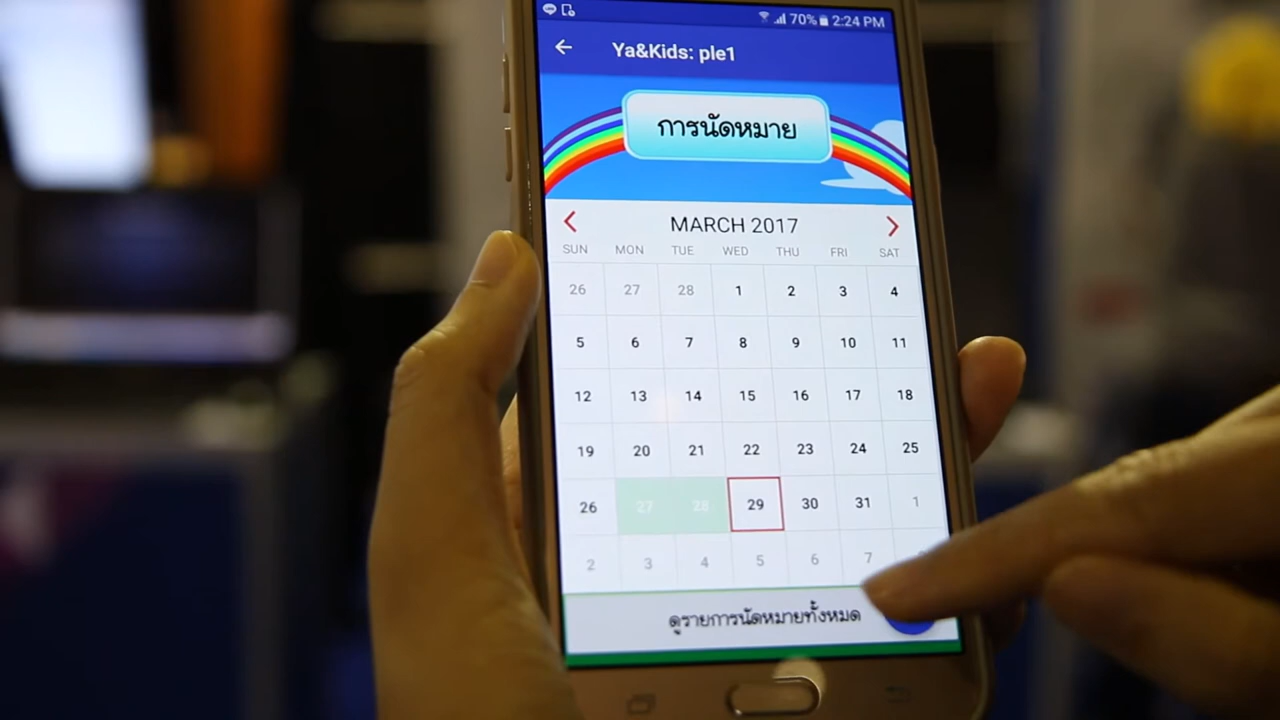 70% 2:24 PM
Ya&Kids: ple1
การนัดหมาย
MARCH 2017
SUN MON TUE WED THU FRI SAT
26 27 28 1 2 3 4
5 6 7 8 9 10 11
12 13 14 15 16 17 18
19 20 21 22 23 24 25
26 27 28 29 30 31 1
2 3 4 5 6 7
ดูรายการนัดหมายทั้งหมด